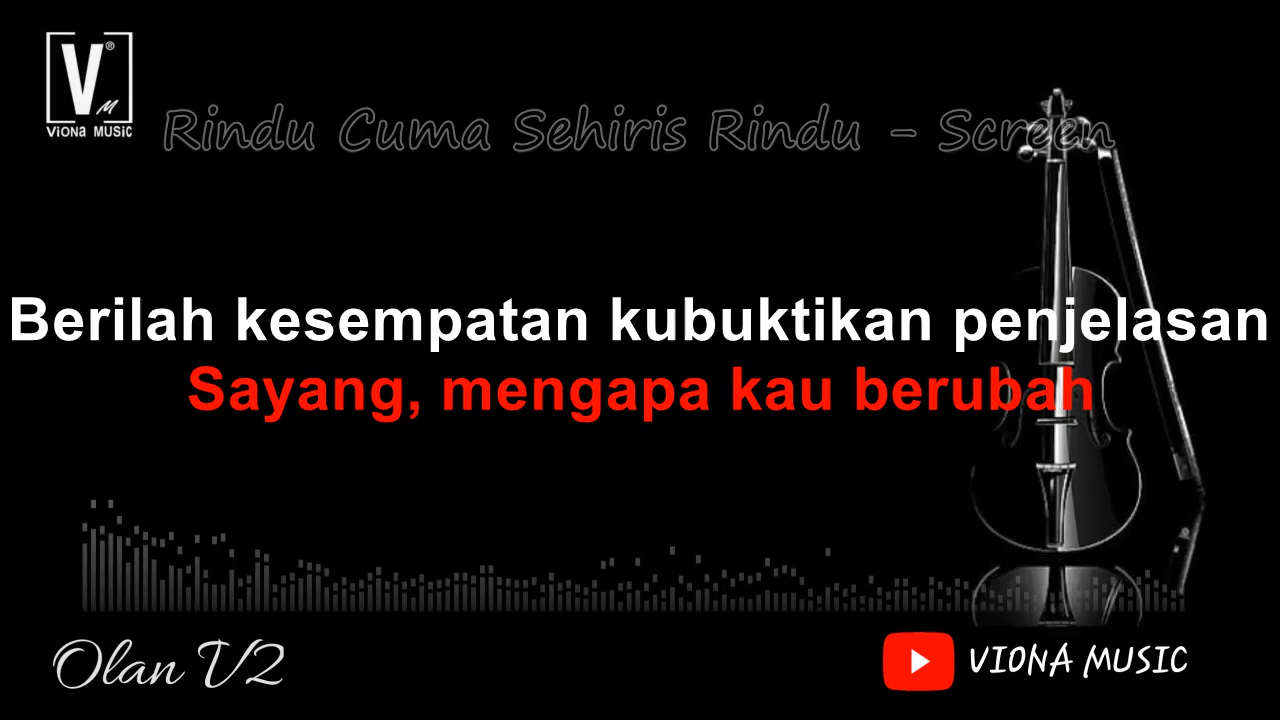 V®
M
ViONa MUSiC
Rindu Cuma Sehiris Rindu - Screen
Berilah kesempatan kubuktikan penjelasan
Sayang, mengapa kau berubah
Olan V2
VIONA MUSIC